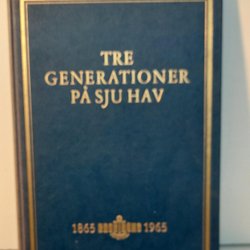 TRE
GENERATIONER
PÅ SJU HAV
1865 1965